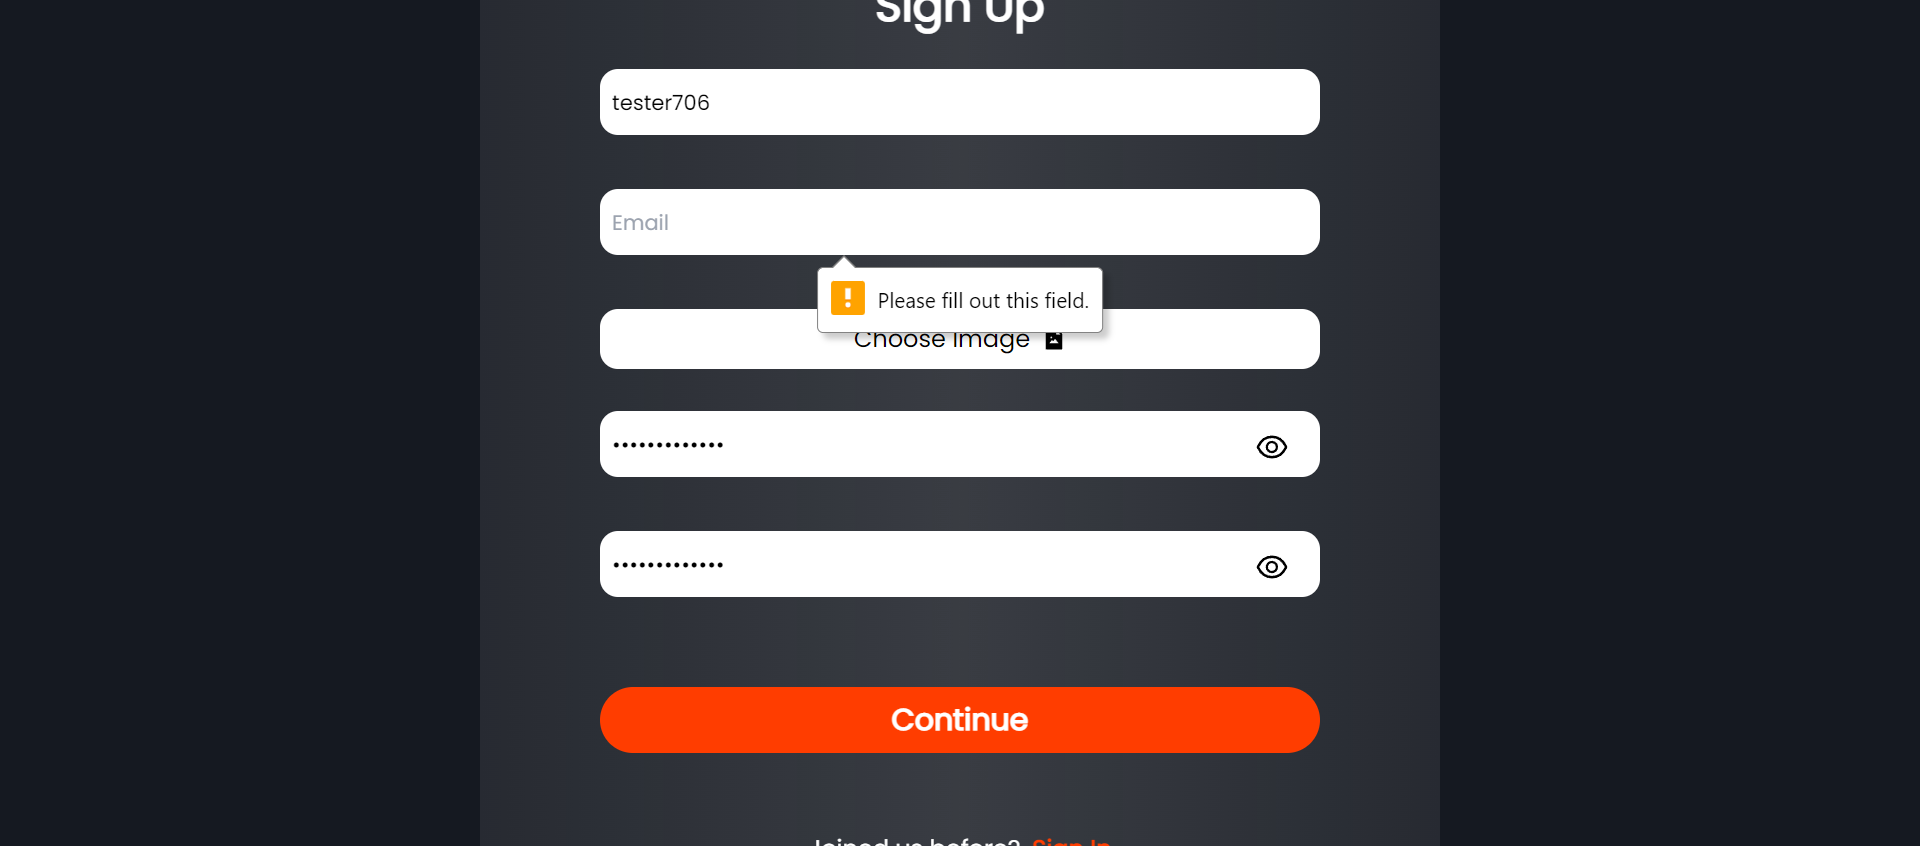 Sign Up
tester706
Email
Please fill out this field.
Choose Image
•••••••••••••
•••••••••••••
Continue
Joined us before? Sign In